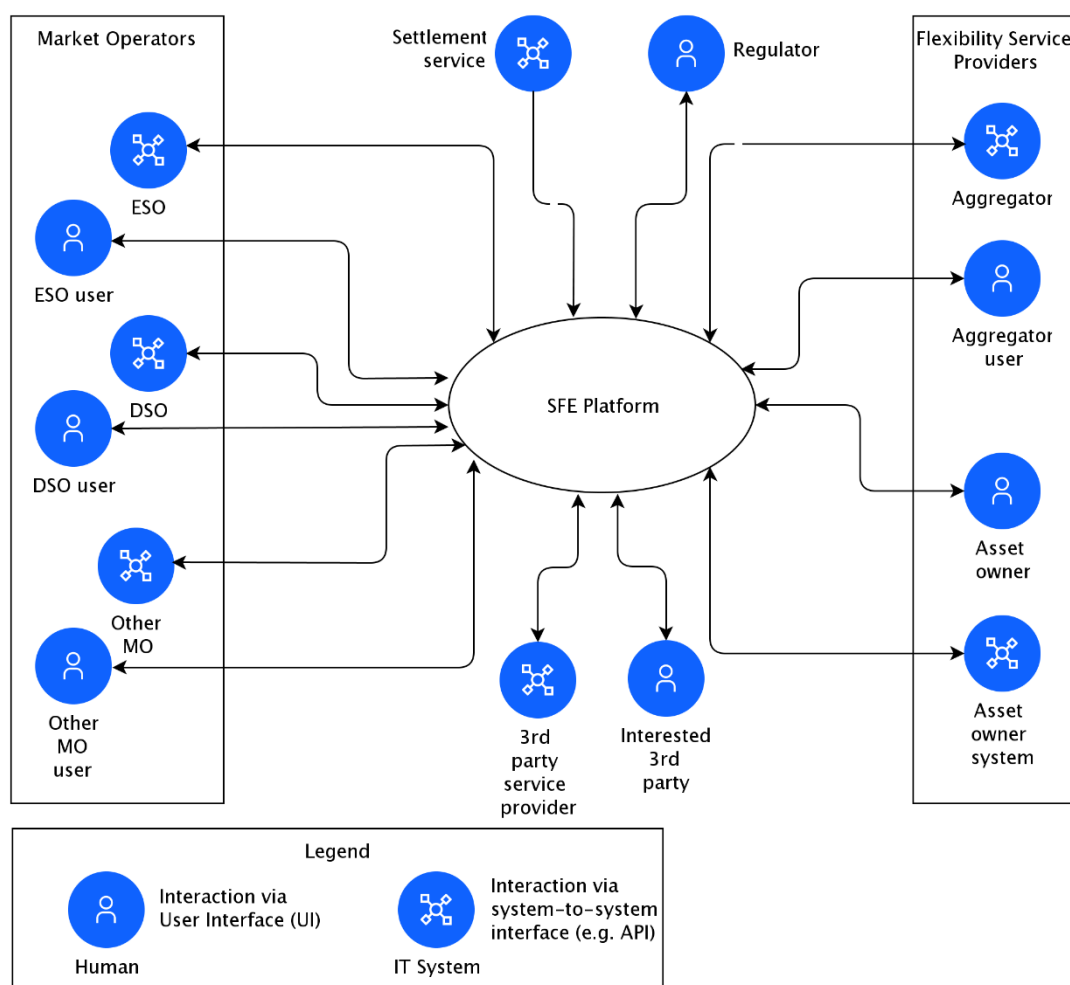 Market Operators
Settlement
service
Regulator
Flexibility Service
Providers
ESO
Aggregator
ESO user
Aggregator
user
DSO
SFE Platform
DSO user
Asset
owner
Other
MO
Other
MO
user
3rd
party
service
provider
Interested
3rd
party
Asset
owner
system
Legend
Interaction via
User Interface (UI)
Human
Interaction via
system-to-system
interface (e.g. API)
IT System